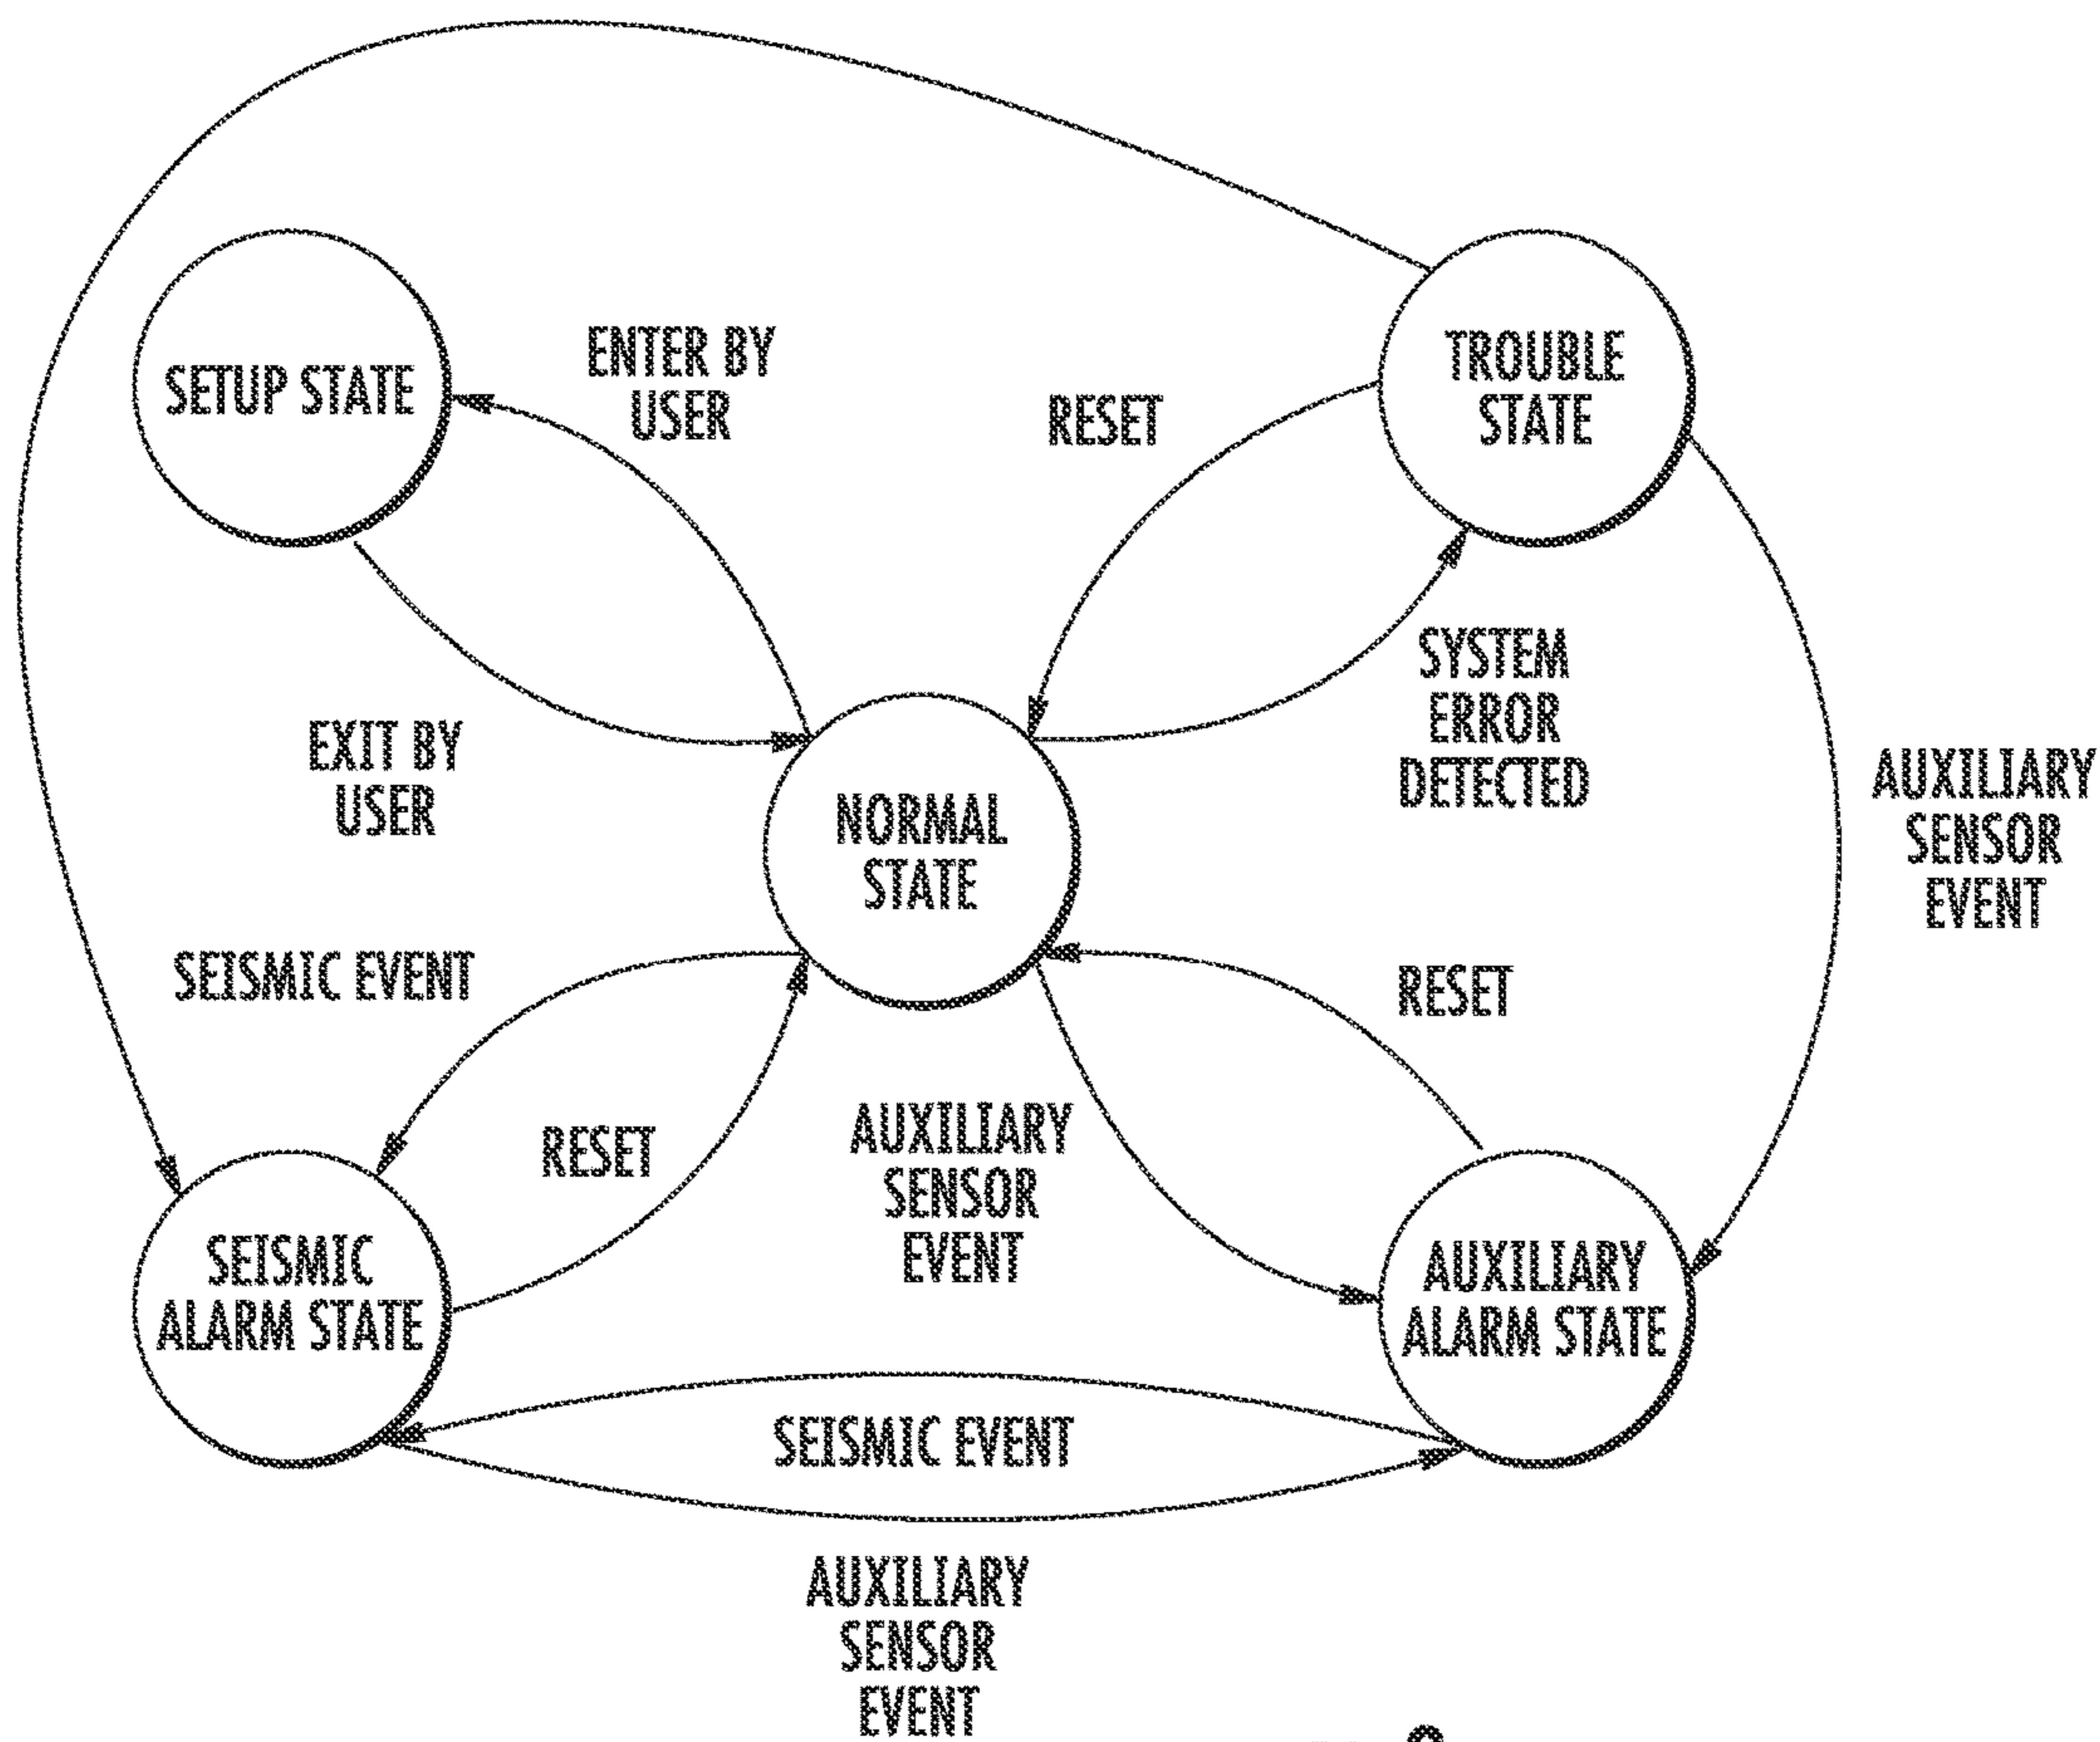 ENTER BY
USER
SETUP STATE
TROUBLE
STATE
RESET
SYSTEM
ERROR
DETECTED
EXIT BY
USER
AUXILIARY
SENSOR
EVENT
NORMAL
STATE
SEISMIC EVENT
RESET
RESET
AUXILIARY
SENSOR
EVENT
SEISMIC
ALARM STATE
AUXILIARY
ALARM STATE
SEISMIC EVENT
AUXILIARY
SENSOR
EVENT